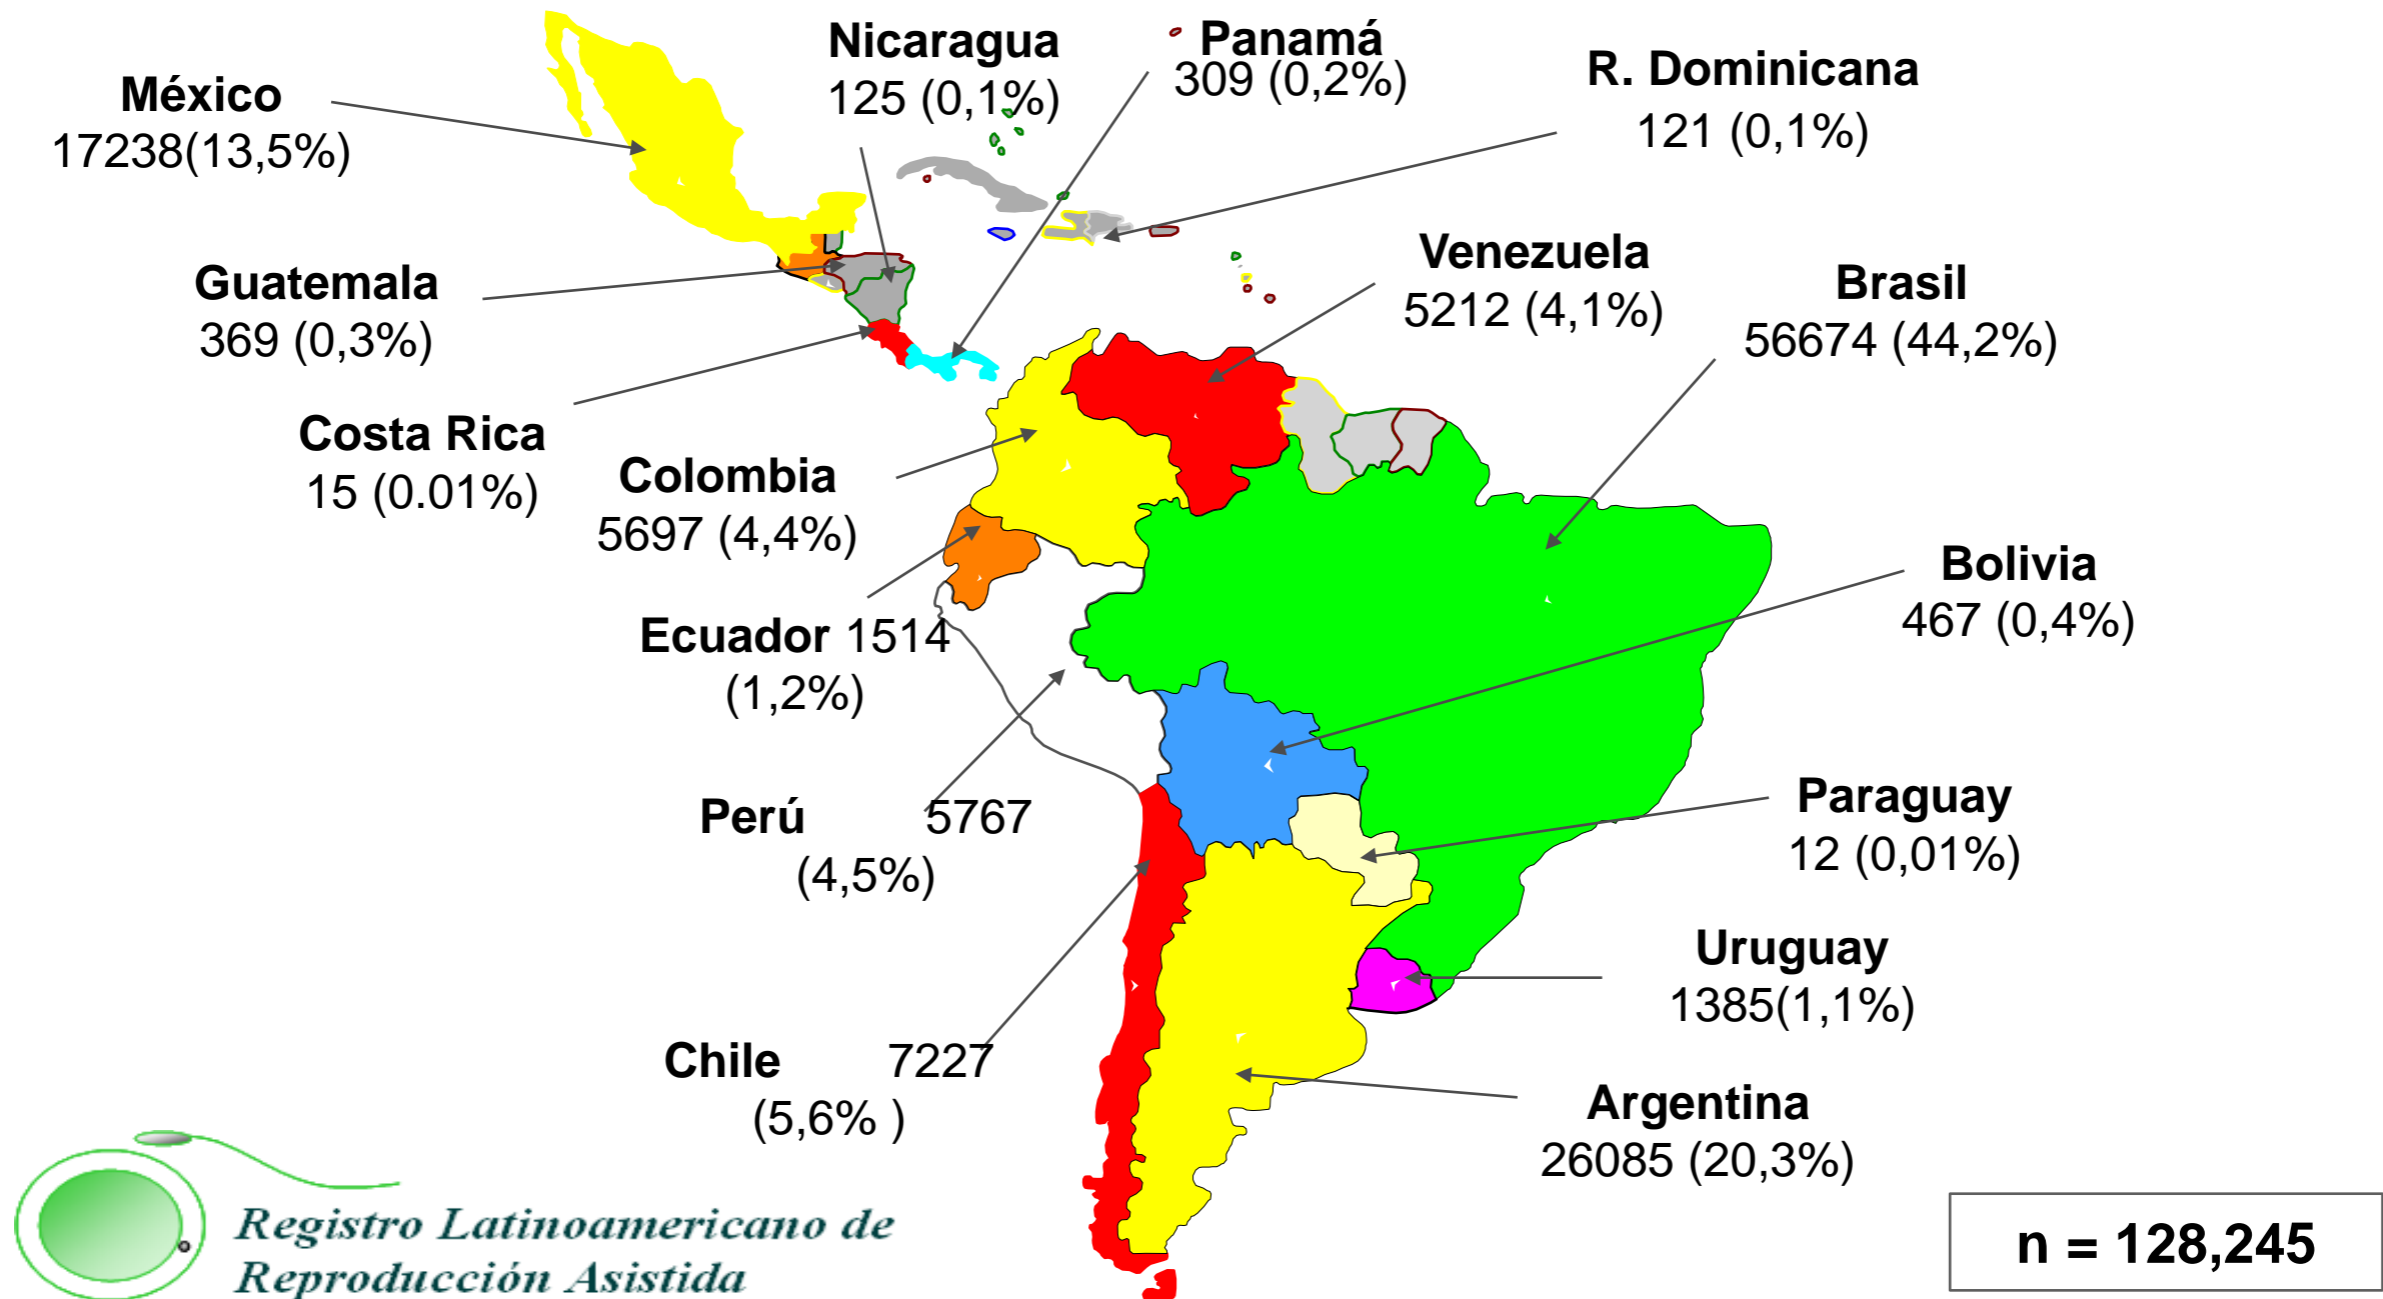 México
17238(13,5%)
Nicaragua
125 (0,1%)
Panamá
309 (0,2%)
R. Dominicana
121 (0,1%)
Guatemala
369 (0,3%)
Venezuela
5212 (4,1%)
Brasil
56674 (44,2%)
Costa Rica
15 (0.01%)
Colombia
5697 (4,4%)
Ecuador 1514
(1,2%)
Bolivia
467 (0,4%)
Perú 5767
(4,5%)
Paraguay
12 (0,01%)
Uruguay
1385(1,1%)
Chile 7227
(5,6% )
Argentina
26085 (20,3%)
Registro Latinoamericano de
Reproducción Asistida
n = 128,245